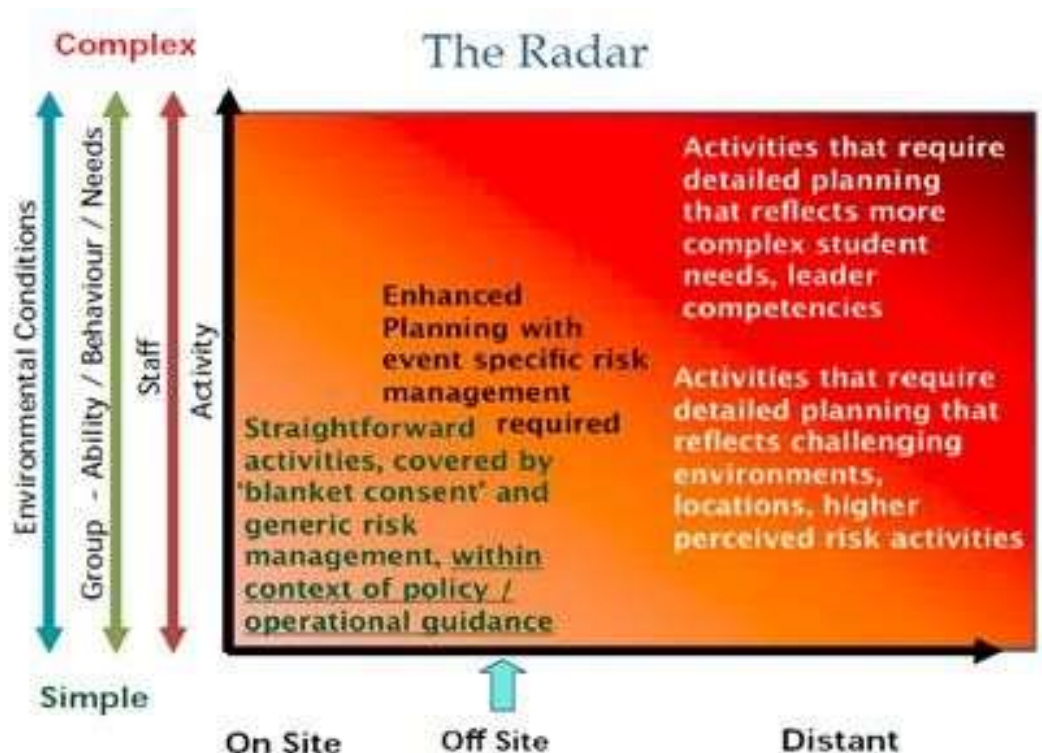 Complex
The Radar
Environmental Conditions
Group - Ability / Behaviour / Needs
Staff
Activity
Activities that require
detailed planning
that reflects more
complex student
needs, leader
competencies
Enhanced
Planning with
event specific risk
management
required
Straightforward
activities, covered by
'blanket consent' and
generic risk
management, within
context of policy /
operational guidance
Activities that require
detailed planning that
reflects challenging
environments,
locations, higher
perceived risk activities
Simple
On Site
Off Site
Distant